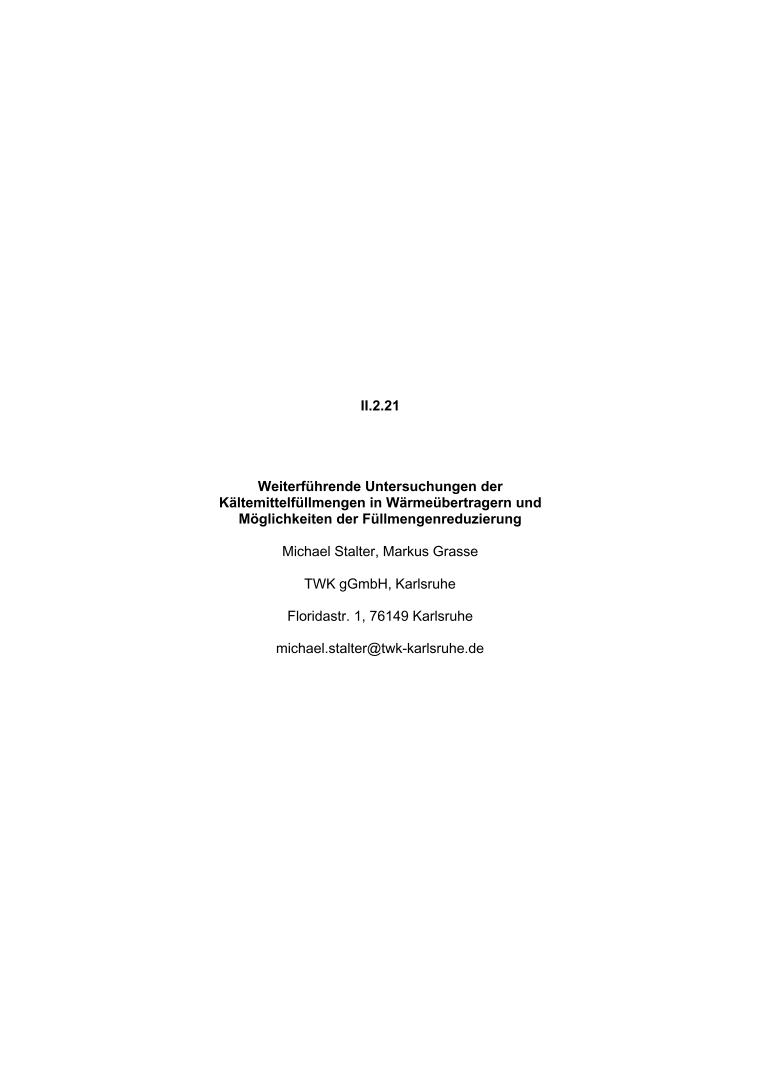 II.2.21
Weiterführende Untersuchungen der
Kältemittelfüllmengen in Wärmeübertragern und
Möglichkeiten der Füllmengenreduzierung
Michael Stalter, Markus Grasse
TWK gGmbH, Karlsruhe
Floridastr. 1, 76149 Karlsruhe
michael.stalter@twk-karlsruhe.de